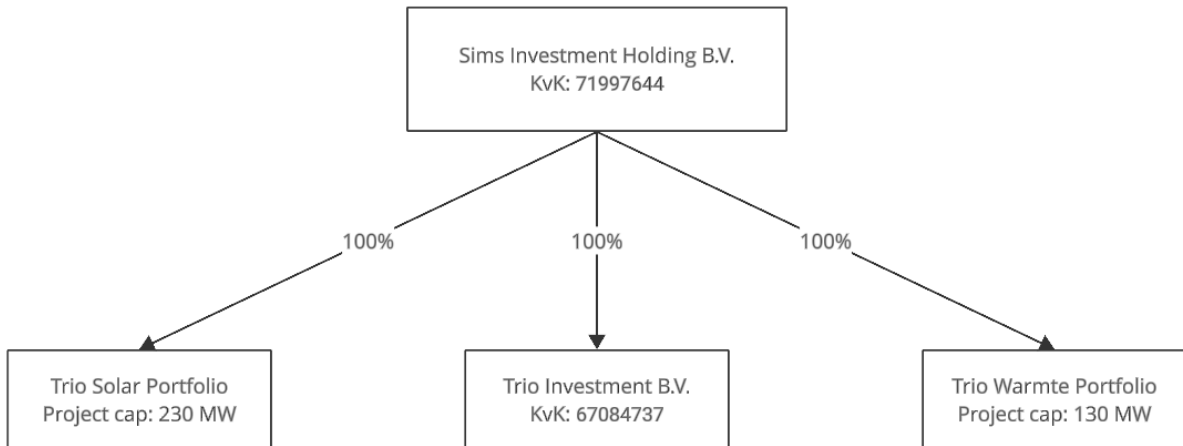 Sims Investment Holding B.V.
KvK: 71997644
100%
100%
100%
Trio Solar Portfolio
Project cap: 230 MW
Trio Investment B.V.
KvK: 67084737
Trio Warmte Portfolio
Project cap: 130 MW